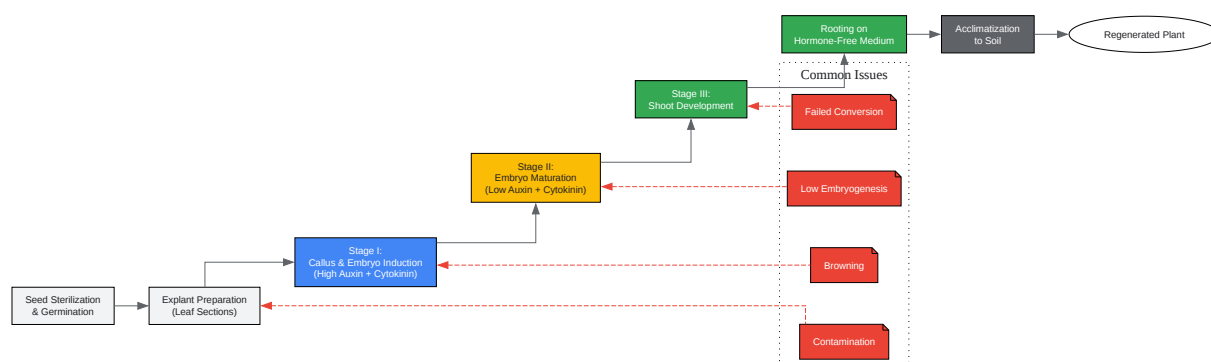 Rooting on
Hormone-Free Medium
Acclimatization
to Soil
Regenerated Plant
Common Issues
Stage III:
Shoot Development
Failed Conversion
Stage II:
Embryo Maturation
(Low Auxin + Cytokinin)
Low Embryogenesis
Stage I:
Callus & Embryo Induction
(High Auxin + Cytokinin)
Browning
Seed Sterilization
& Germination
Explant Preparation
(Leaf Sections)
Contamination